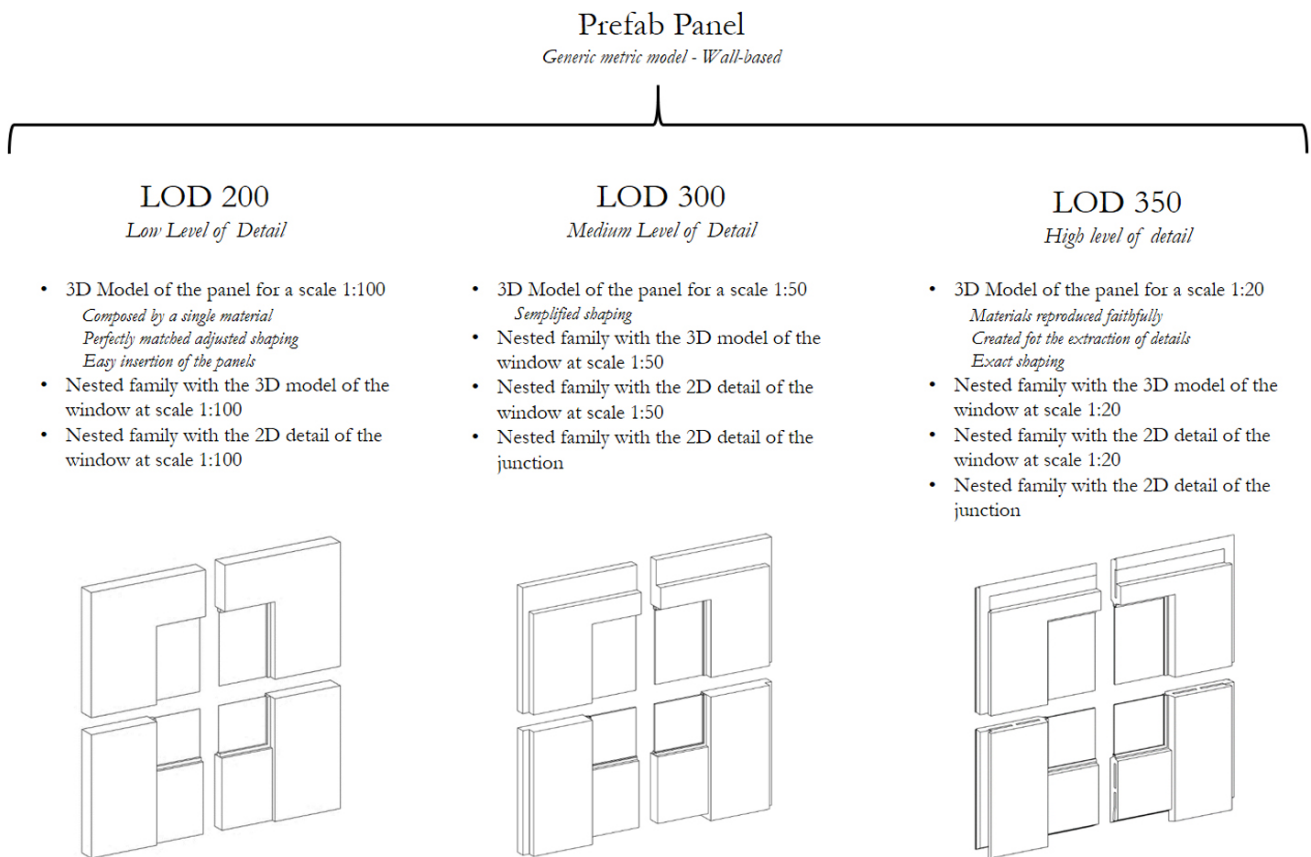 Prefab Panel
Generic metric model - Wall-based
LOD 200
Low Level of Detail
• 3D Model of the panel for a scale 1:100
Composed by a single material
Perfectly matched adjusted shaping
Easy insertion of the panels
• Nested family with the 3D model of the
window at scale 1:100
• Nested family with the 2D detail of the
window at scale 1:100
LOD 300
Medium Level of Detail
• 3D Model of the panel for a scale 1:50
Semplified shaping
• Nested family with the 3D model of the
window at scale 1:50
• Nested family with the 2D detail of the
window at scale 1:50
• Nested family with the 2D detail of the
junction
LOD 350
High level of detail
• 3D Model of the panel for a scale 1:20
Materials reproduced faithfully
Created fot the extraction of details
Exact shaping
• Nested family with the 3D model of the
window at scale 1:20
• Nested family with the 2D detail of the
window at scale 1:20
• Nested family with the 2D detail of the
junction